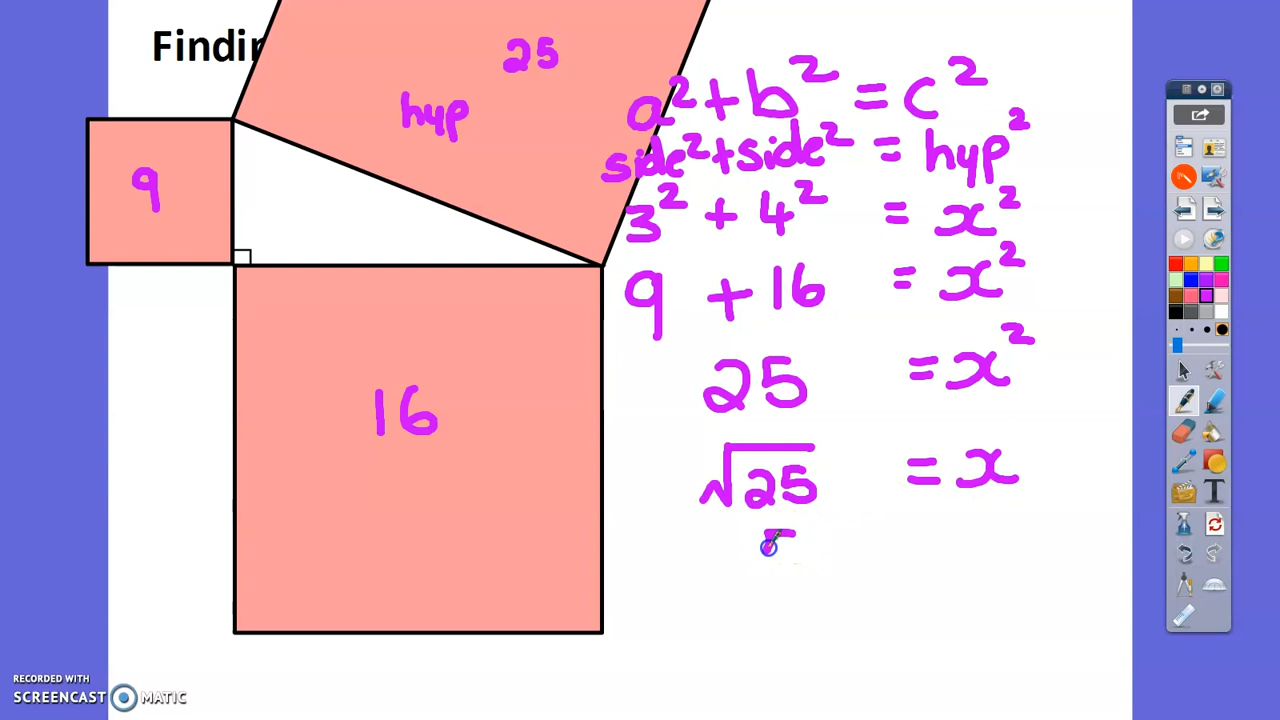 Findin
25
hyp
9
16
a² + b² = c²
side² + side² = hyp²
3² + 4² = x²
9 + 16 = x²
25 = x²
√25 = x
RECORDED WITH
SCREENCAST MATIC